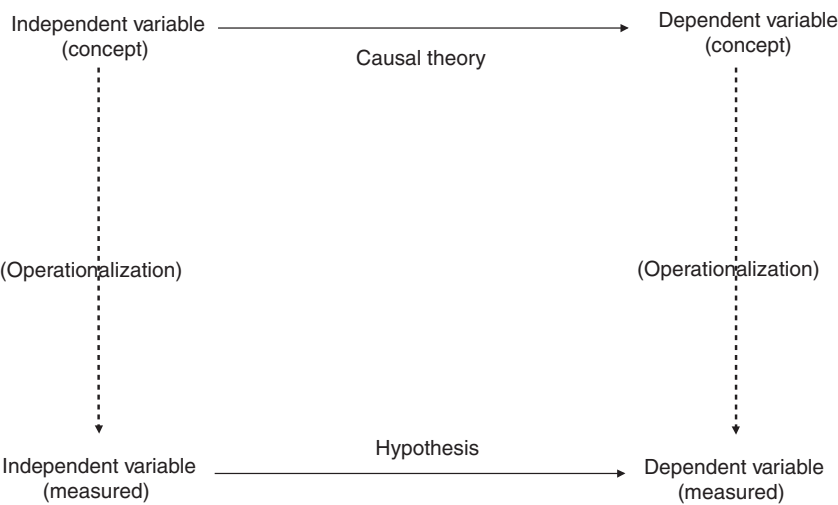 Independent variable
(concept)
Causal theory
Dependent variable
(concept)
(Operationalization)
(Operationalization)
Independent variable
(measured)
Hypothesis
Dependent variable
(measured)